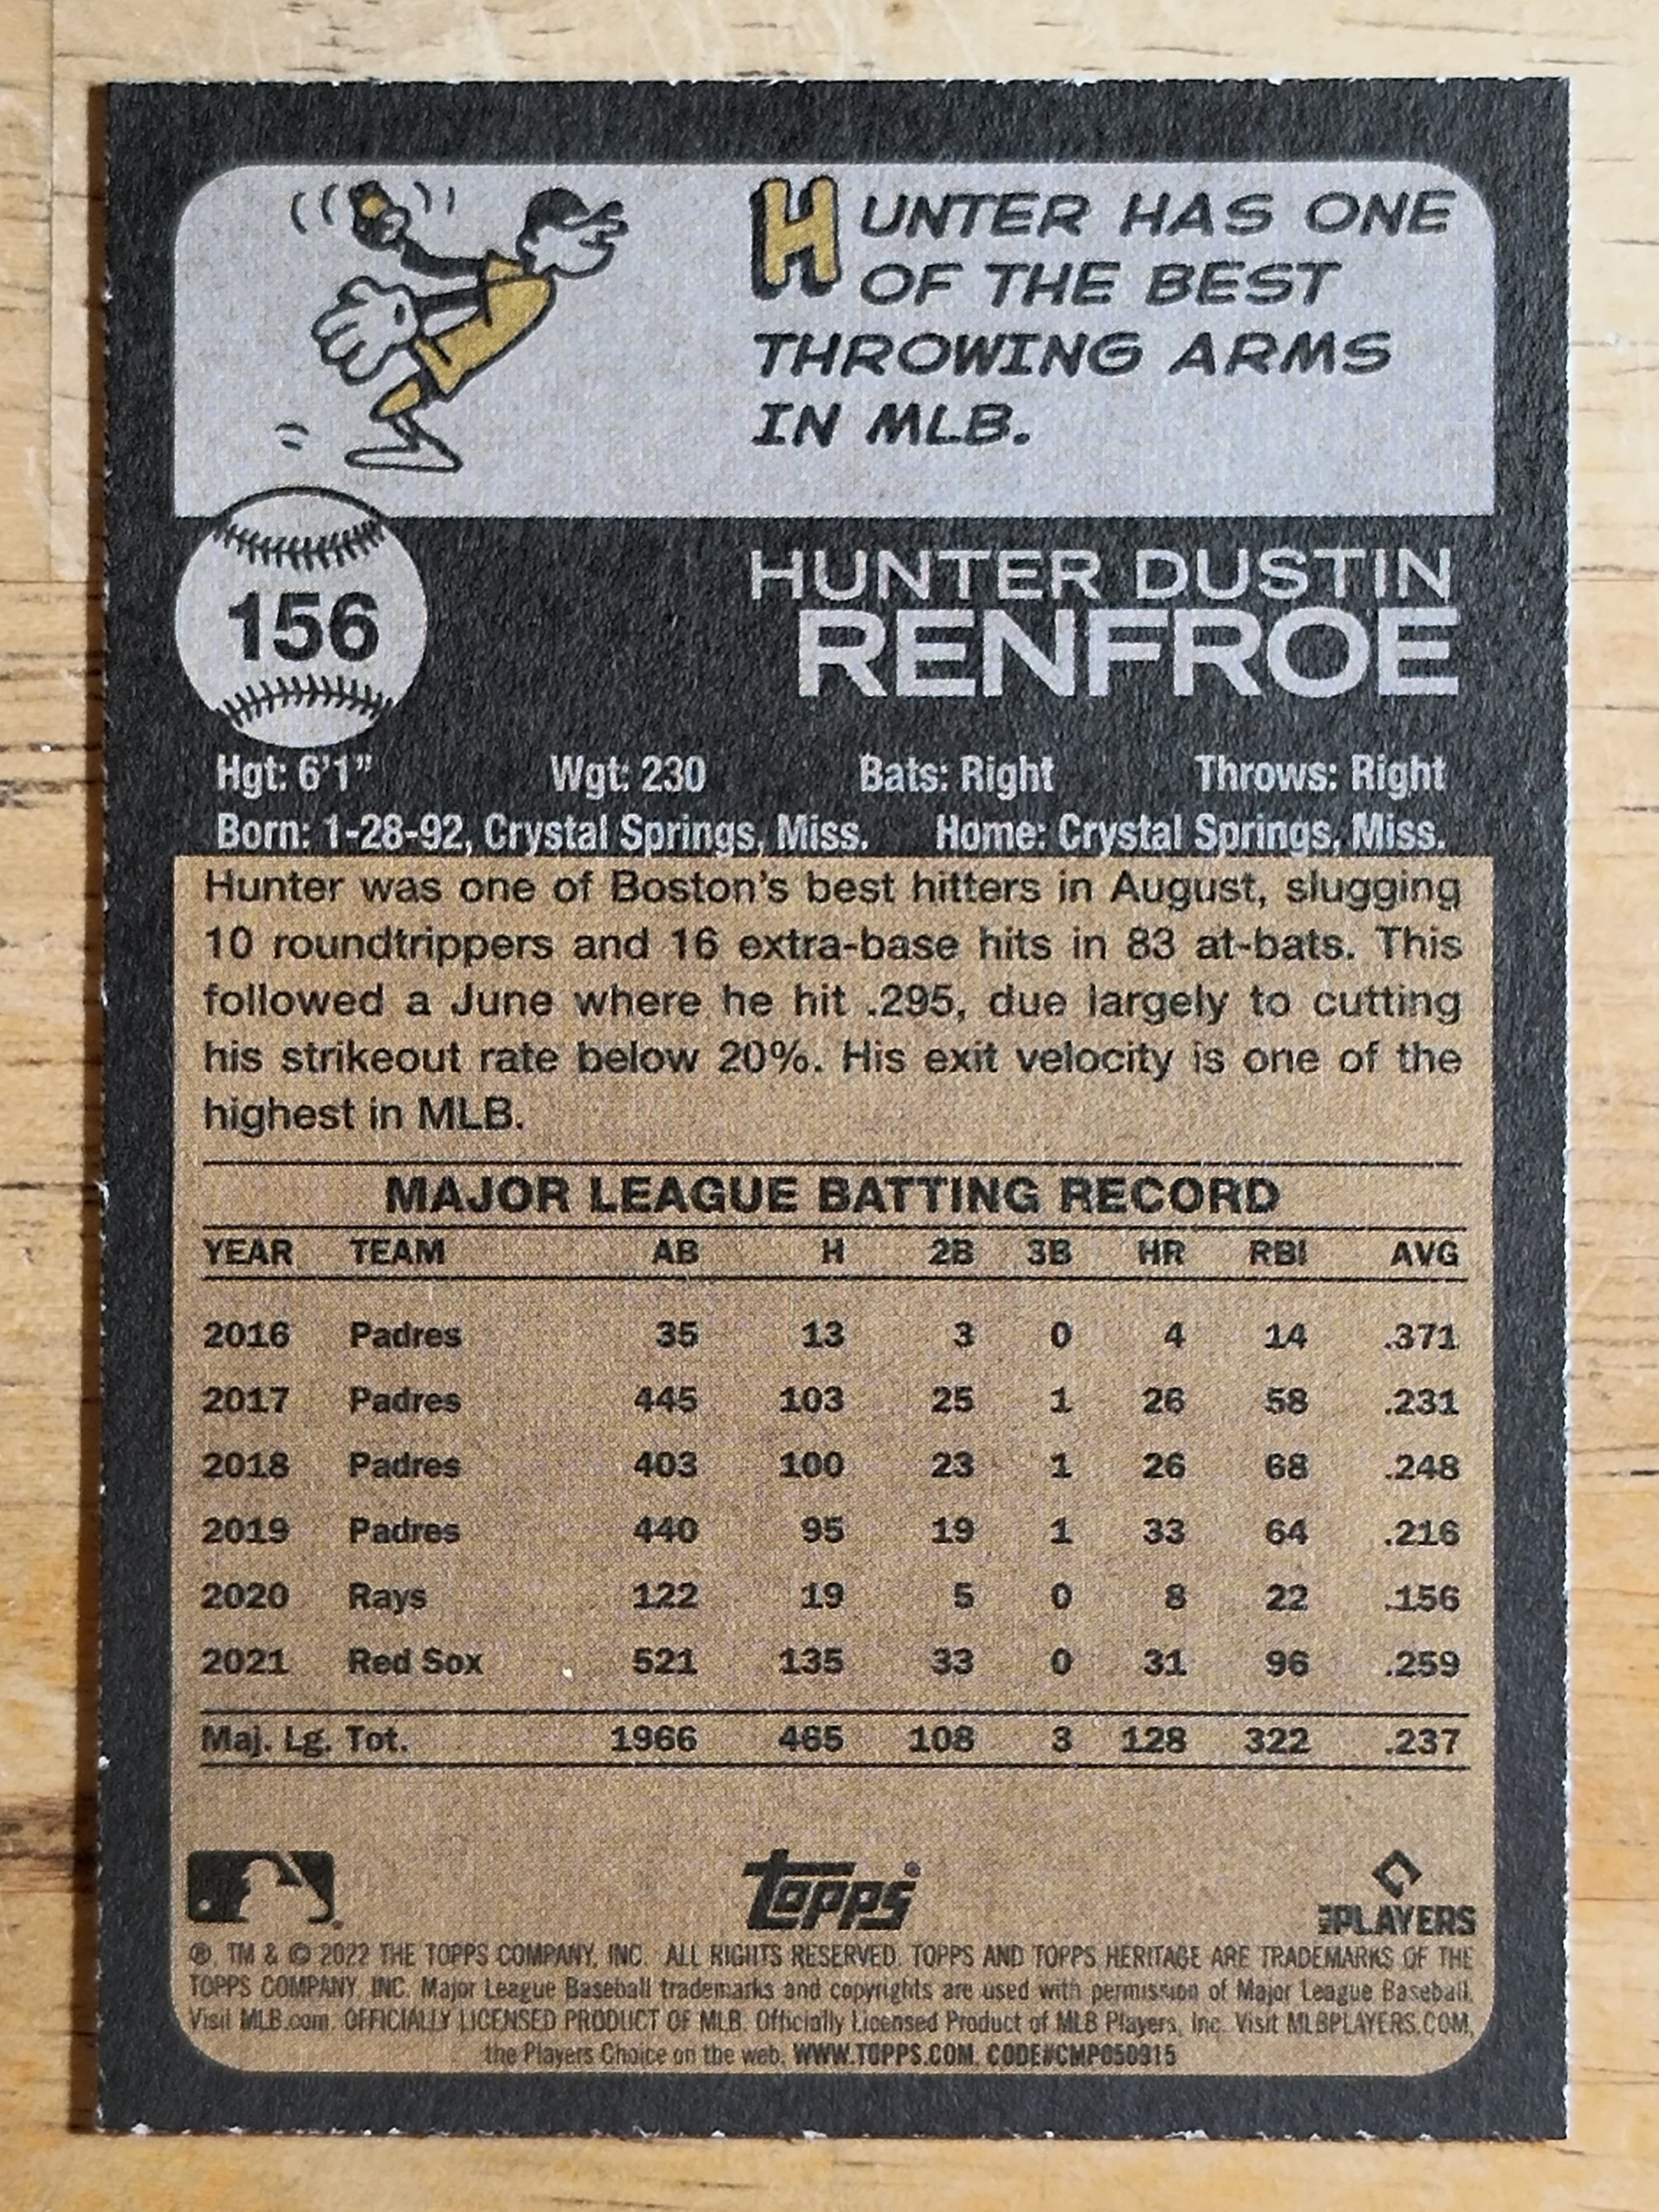 HUNTER HAS ONE
OF THE BEST
THROWING ARMS
IN MLB.
156
HUNTER DUSTIN
RENFROE
Hgt: 6'1" Wgt: 230 Bats: Right Throws: Right
Born: 1-28-92, Crystal Springs, Miss. Home: Crystal Springs, Miss.
Hunter was one of Boston's best hitters in August, slugging
10 roundtrippers and 16 extra-base hits in 83 at-bats. This
followed a June where he hit .295, due largely to cutting
his strikeout rate below 20%. His exit velocity is one of the
highest in MLB.
MAJOR LEAGUE BATTING RECORD
YEAR TEAM AB H 2B 3B HR RBI AVG
2016 Padres 35 13 3 0 4 14 .371
2017 Padres 445 103 25 1 26 58 .231
2018 Padres 403 100 23 1 26 68 .248
2019 Padres 440 95 19 1 33 64 .216
2020 Rays 122 19 5 0 8 22 .156
2021 Red Sox 521 135 33 0 31 96 .259
Maj. Lg. Tot. 1966 465 108 3 128 322 .237
topps® PLAYERS
®, TM & © 2022 THE TOPPS COMPANY, INC. ALL RIGHTS RESERVED. TOPPS AND TOPPS HERITAGE ARE TRADEMARKS OF THE
TOPPS COMPANY, INC. Major League Baseball trademarks and copyrights are used with permission of Major League Baseball.
Visit MLB.com. OFFICIALLY LICENSED PRODUCT OF MLB. Officially Licensed Product of MLB Players, Inc. Visit MLBPLAYERS.COM,
the Players Choice on the web. WWW.TOPPS.COM. CODE#CMP050915